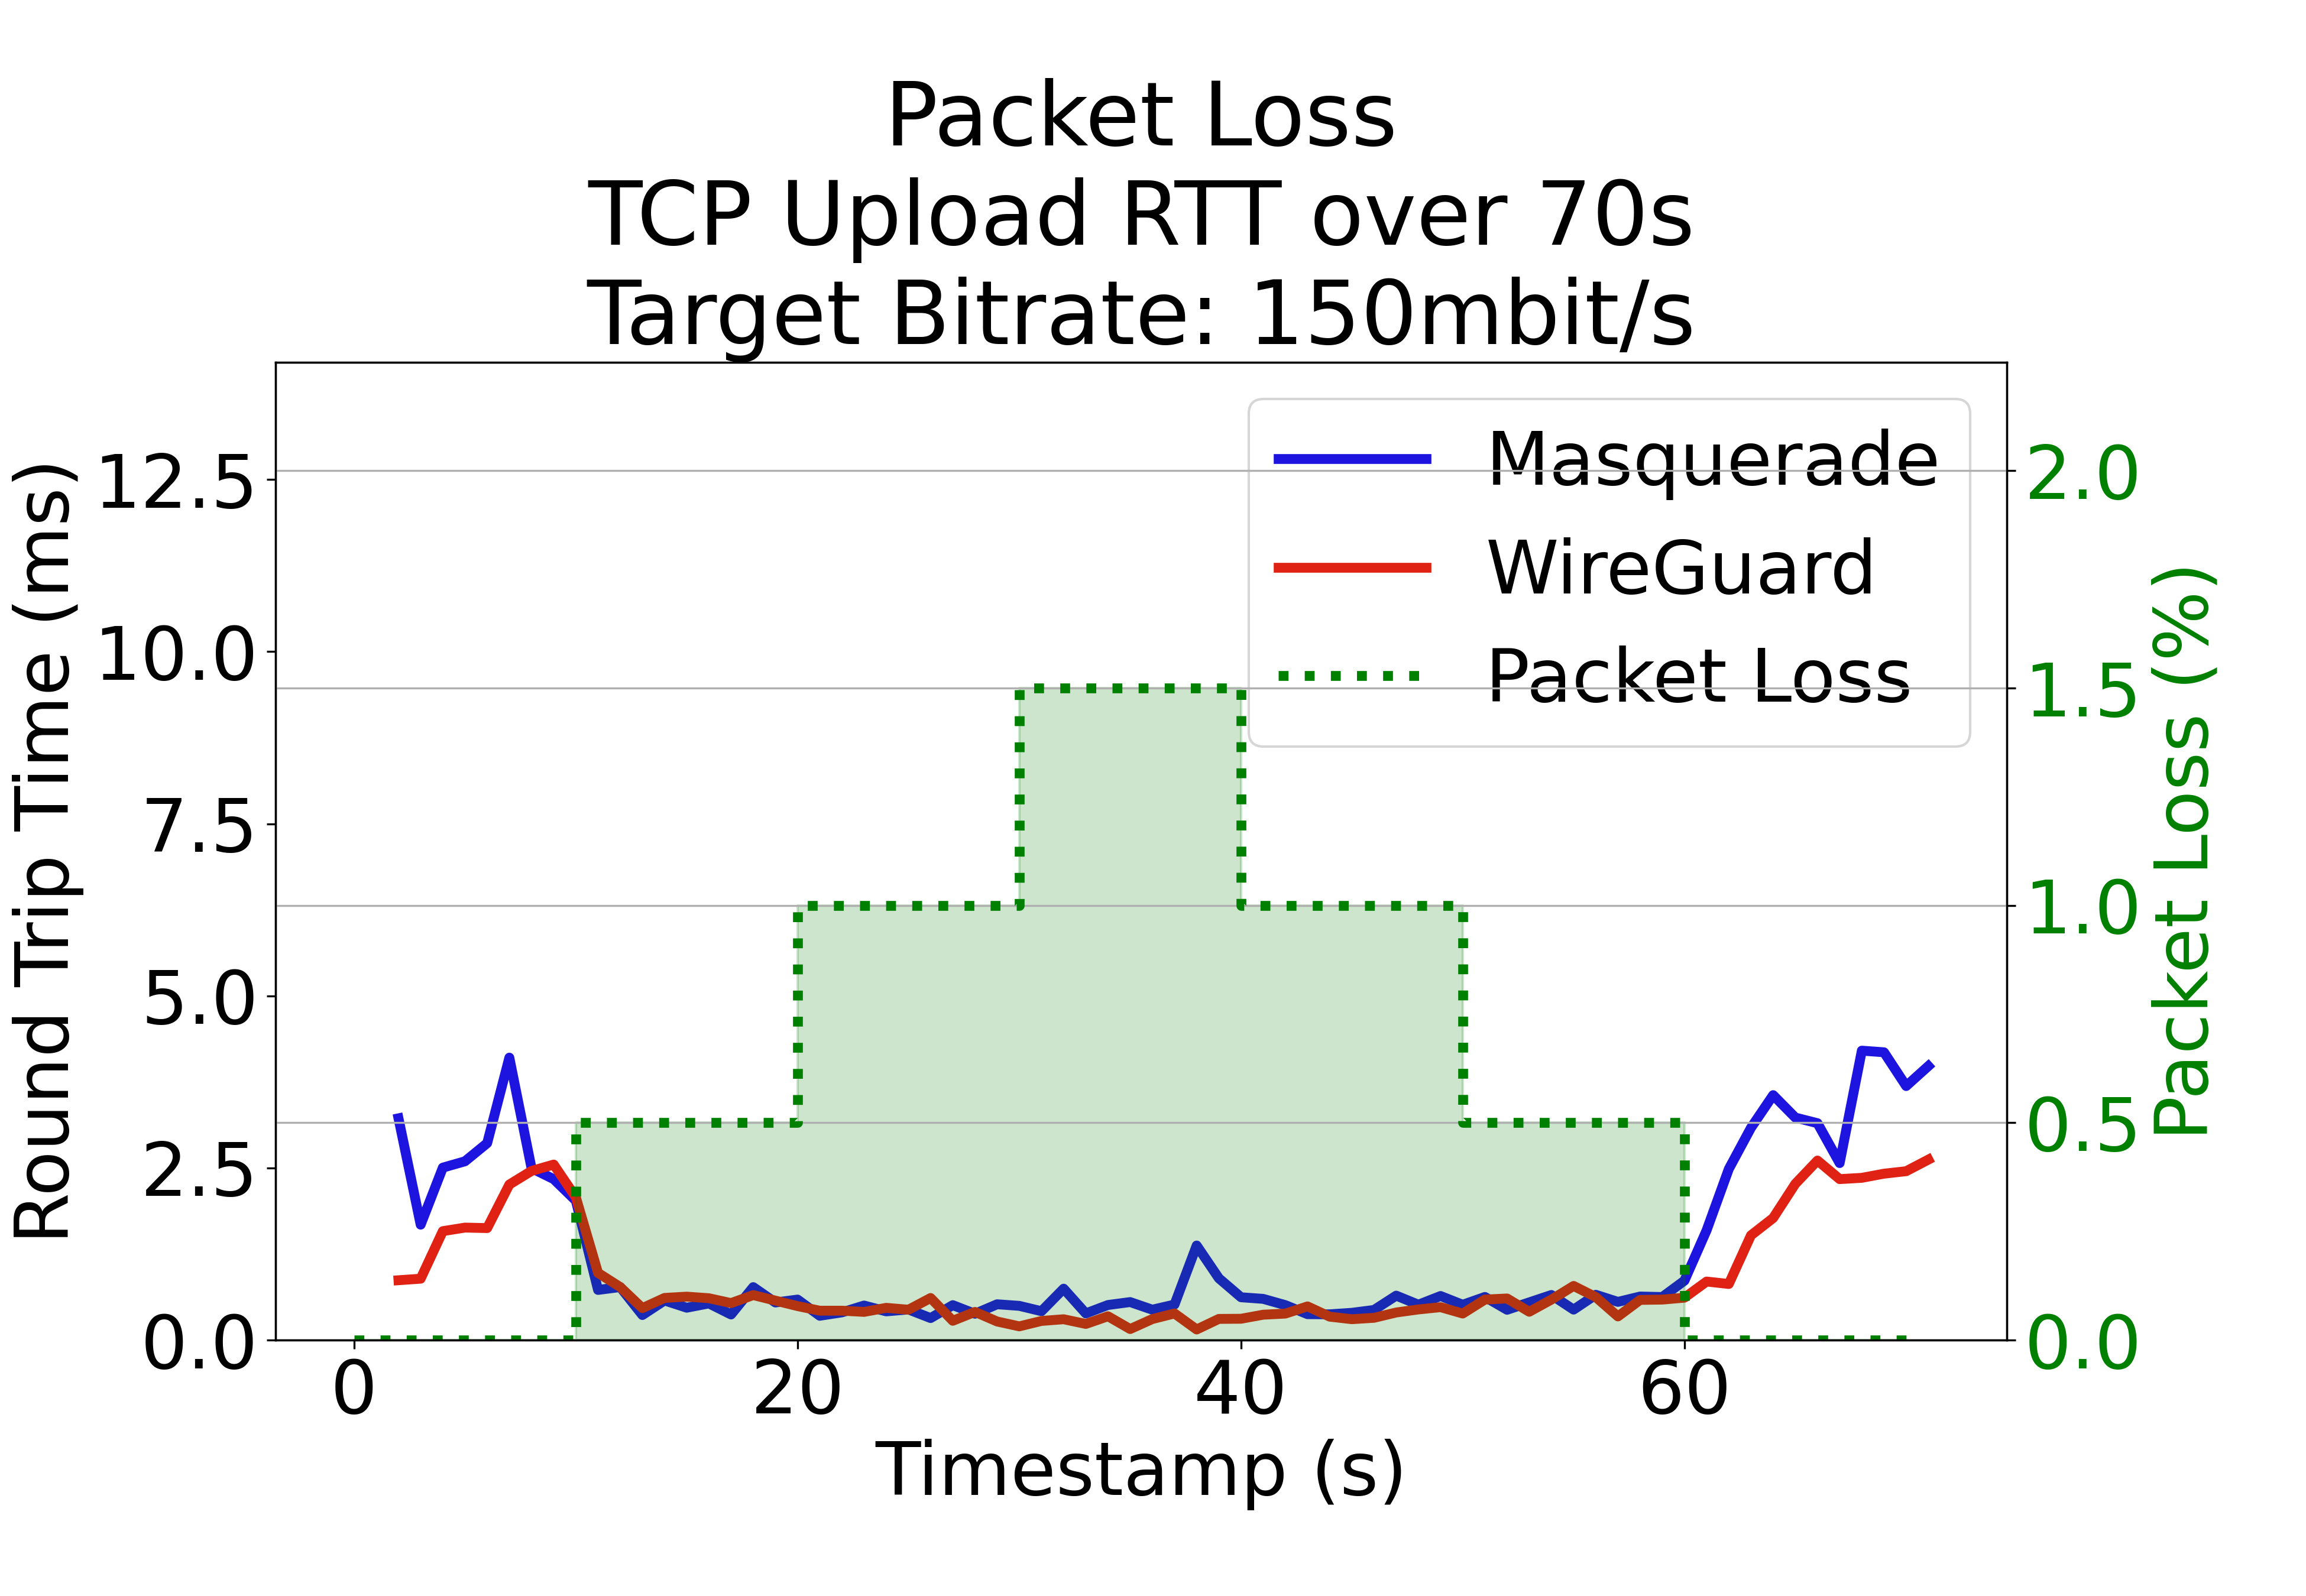 Packet Loss
TCP Upload RTT over 70s
Target Bitrate: 150mbit/s
Masquerade
WireGuard
Packet Loss
Round Trip Time (ms)
12.5
10.0
7.5
5.0
2.5
0.0
2.0
1.5
1.0
0.5
0.0
Packet Loss (%)
0 20 40 60
Timestamp (s)